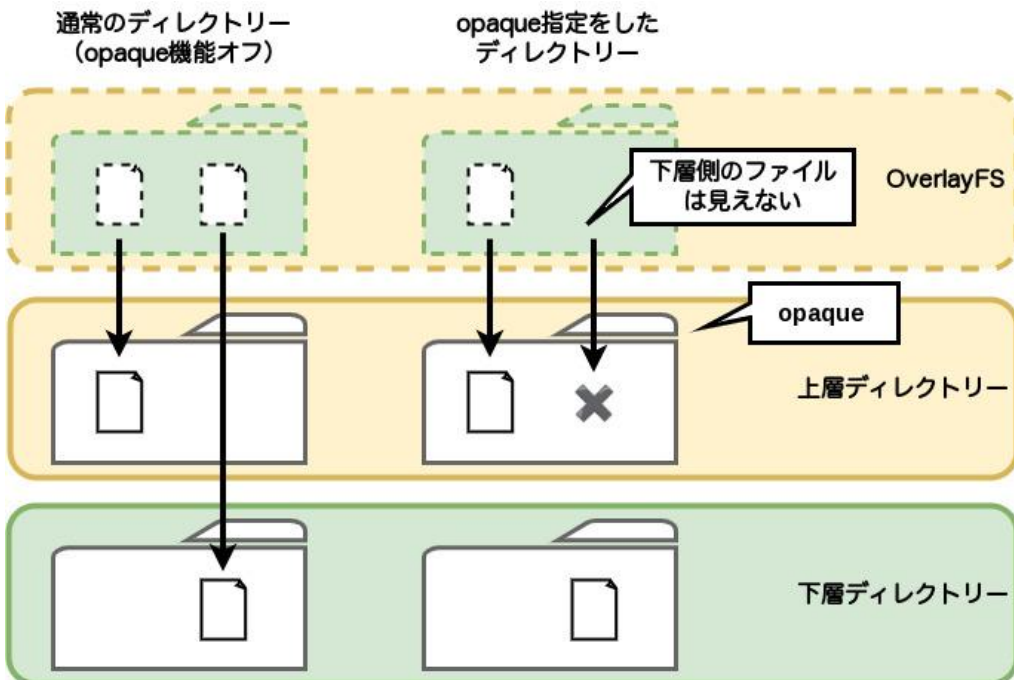 通常のディレクトリー
（opaque機能オフ）
opaque指定をした
ディレクトリー
下層側のファイル
は見えない
OverlayFS
opaque
上層ディレクトリー
下層ディレクトリー